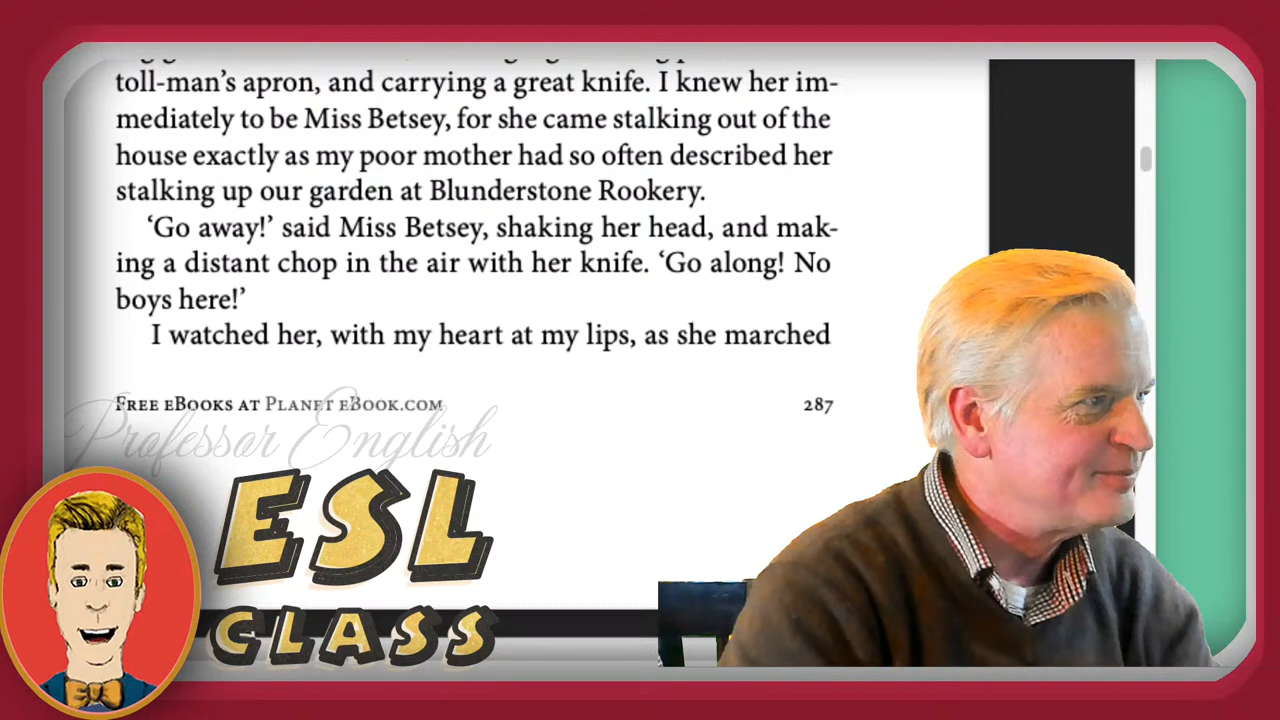 toll-man’s apron, and carrying a great knife. I knew her im-
mediately to be Miss Betsey, for she came stalking out of the
house exactly as my poor mother had so often described her
stalking up our garden at Blunderstone Rookery.
‘Go away!’ said Miss Betsey, shaking her head, and mak-
ing a distant chop in the air with her knife. ‘Go along! No
boys here!’
I watched her, with my heart at my lips, as she marched
Free eBooks at Planet eBook.com 287
Professor English
ESL
CLASS